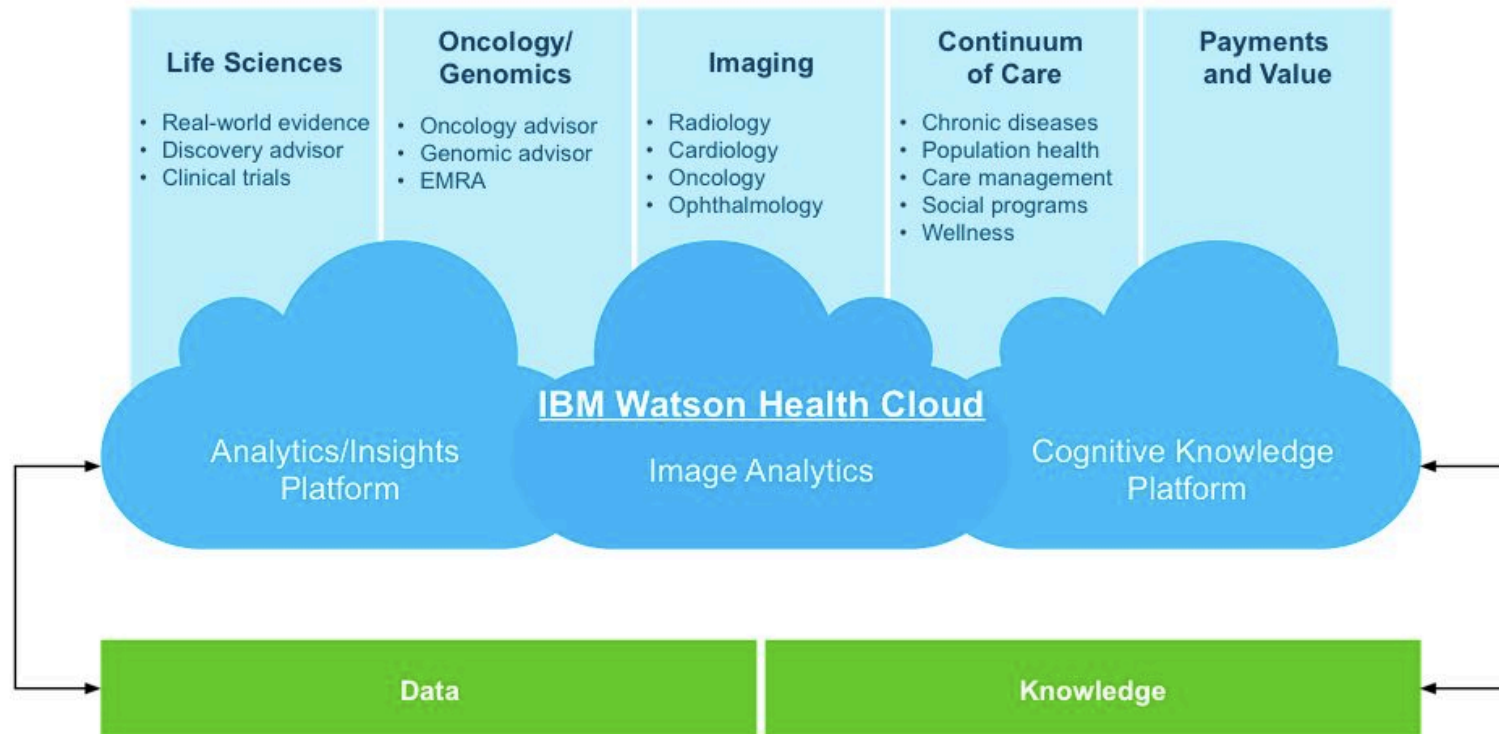 Life Sciences
• Real-world evidence
• Discovery advisor
• Clinical trials
Oncology/
Genomics
• Oncology advisor
• Genomic advisor
• EMRA
Imaging
• Radiology
• Cardiology
• Oncology
• Ophthalmology
Continuum
of Care
• Chronic diseases
• Population health
• Care management
• Social programs
• Wellness
Payments
and Value
IBM Watson Health Cloud
Analytics/Insights
Platform
Image Analytics
Cognitive Knowledge
Platform
Data
Knowledge